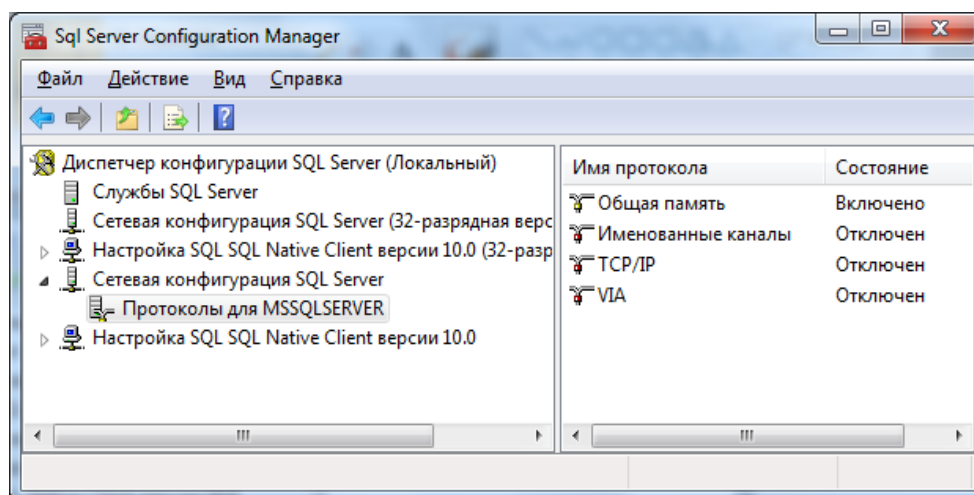 Sql Server Configuration Manager
Файл Действие Вид Справка
Диспетчер конфигурации SQL Server (Локальный)
Службы SQL Server
Сетевая конфигурация SQL Server (32-разрядная верс
Настройка SQL SQL Native Client версии 10.0 (32-разр
Сетевая конфигурация SQL Server
Протоколы для MSSQLSERVER
Настройка SQL SQL Native Client версии 10.0
Имя протокола Состояние
Общая память Включено
Именованные каналы Отключен
TCP/IP Отключен
VIA Отключен